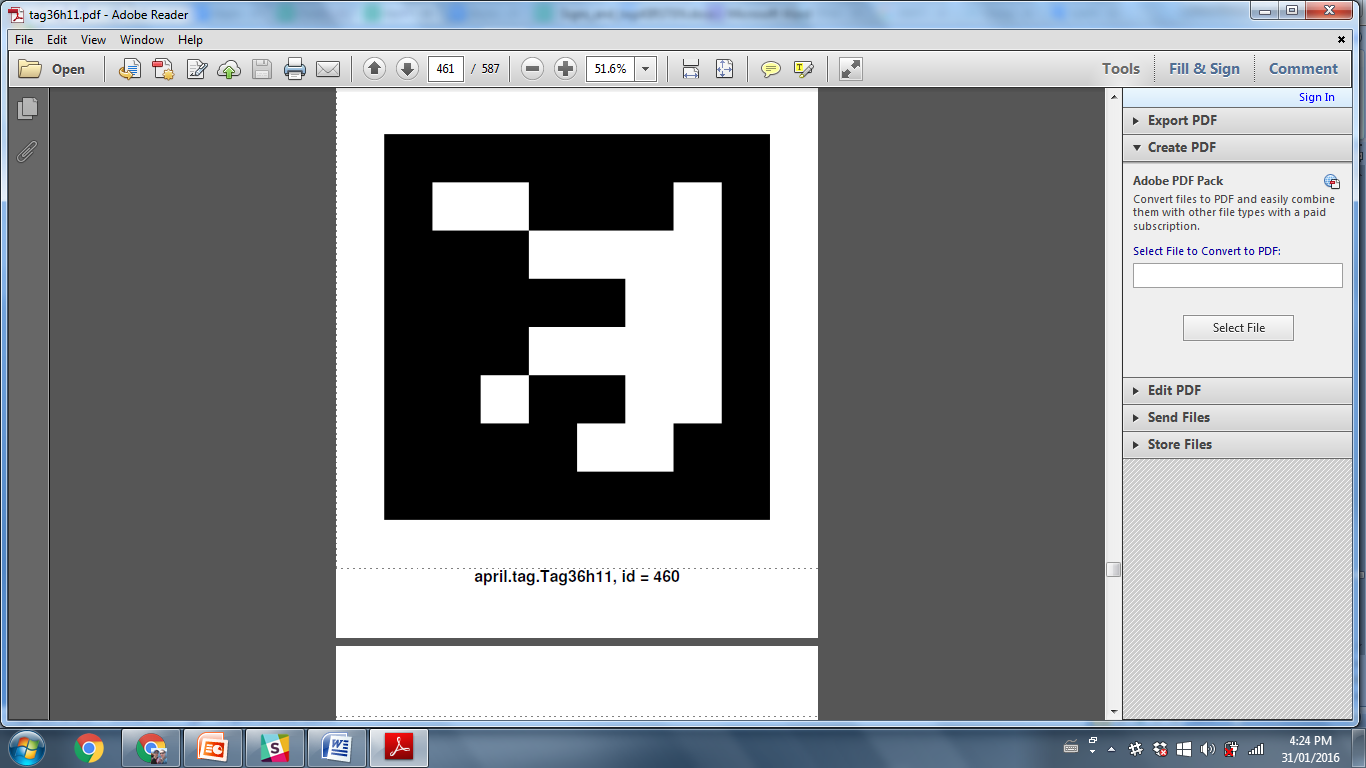 tag36h11.pdf - Adobe Reader
File Edit View Window Help
Open 461 / 587 51.6% Tools Fill & Sign Comment
Sign In
Export PDF
Create PDF
Adobe PDF Pack
Convert files to PDF and easily combine
them with other file types with a paid
subscription.
Select File to Convert to PDF:
Select File
Edit PDF
Send Files
Store Files
april.tag.Tag36h11, id = 460
4:24 PM
31/01/2016